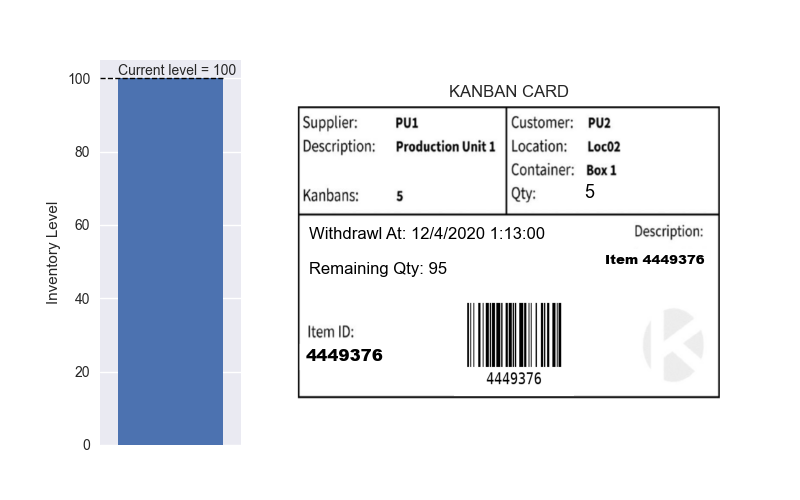 Current level = 100
100
80
60
40
20
0
Inventory Level
KANBAN CARD
Supplier: PU1
Description: Production Unit 1
Kanbans: 5
Customer: PU2
Location: Loc02
Container: Box 1
Qty: 5
Withdrawl At: 12/4/2020 1:13:00
Remaining Qty: 95
Description:
Item 4449376
Item ID:
4449376
4449376
K